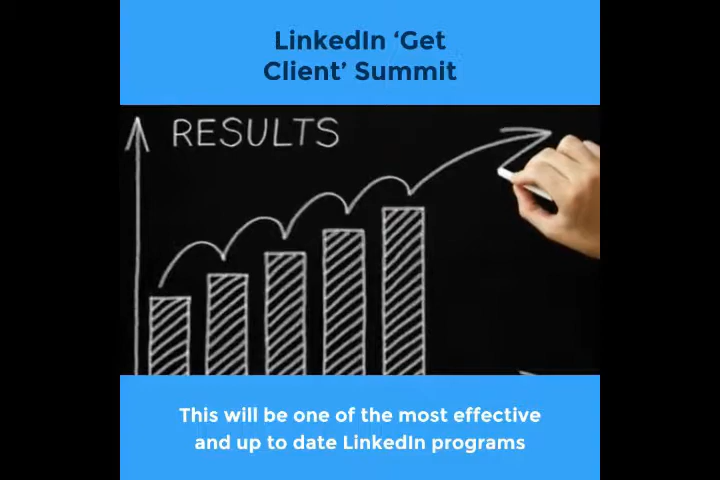 LinkedIn ‘Get
Client’ Summit
RESULTS
This will be one of the most effective
and up to date LinkedIn programs